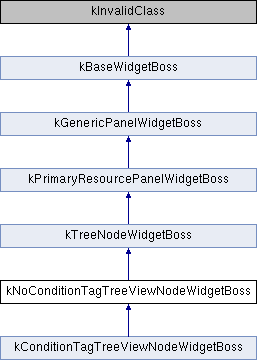 kInvalidClass
kBaseWidgetBoss
kGenericPanelWidgetBoss
kPrimaryResourcePanelWidgetBoss
kTreeNodeWidgetBoss
kNoConditionTagTreeViewNodeWidgetBoss
kConditionTagTreeViewNodeWidgetBoss